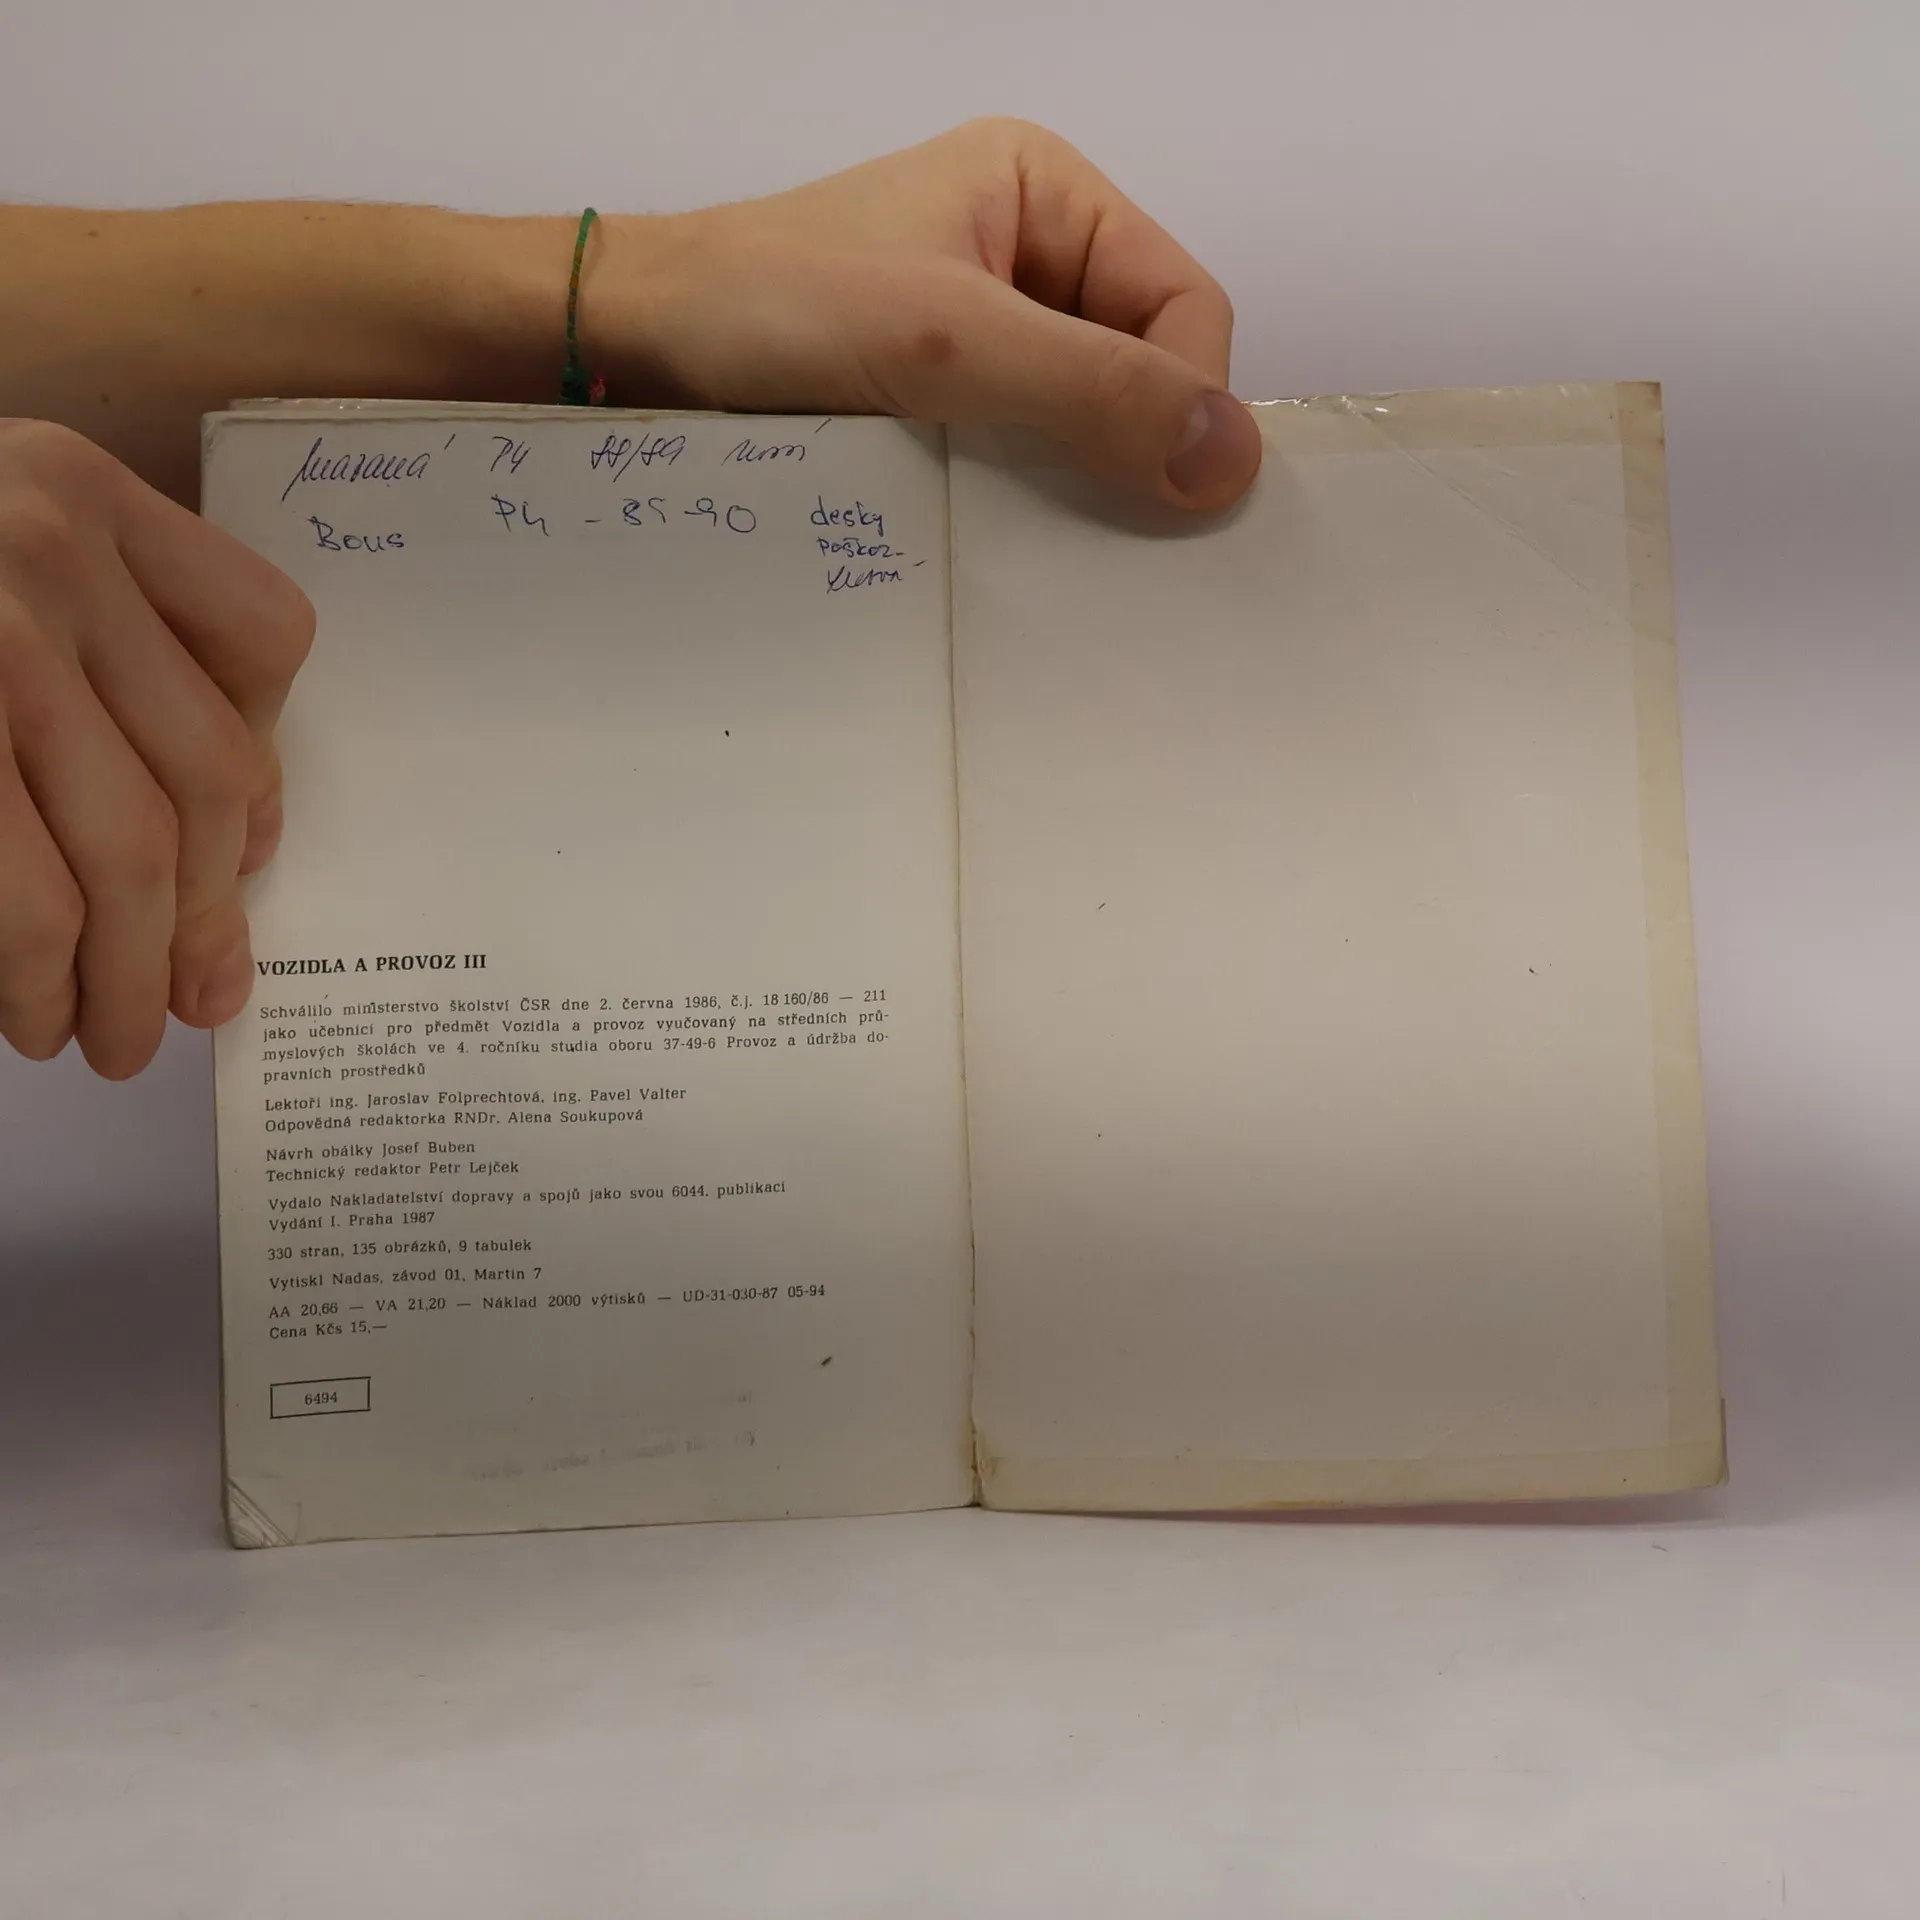 P4 88/89
Bous P4 - 89-90 desky
poškoz-
VOZIDLA A PROVOZ III
Schválilo ministerstvo školství ČSR dne 2. června 1986, č.j. 18 160/86 — 211
jako učebnici pro předmět Vozidla a provoz vyučovaný na středních prů-
myslových školách ve 4. ročníku studia oboru 37-49-6 Provoz a údržba do-
pravních prostředků
Lektoři ing. Jaroslav Folprechtová, ing. Pavel Valter
Odpovědná redaktorka RNDr. Alena Soukupová
Návrh obálky Josef Buben
Technický redaktor Petr Lejček
Vydalo Nakladatelství dopravy a spojů jako svou 6044. publikaci
Vydání I. Praha 1987
330 stran, 135 obrázků, 9 tabulek
Vytiskl Nadas, závod 01, Martin 7
AA 20,66 — VA 21,20 — Náklad 2000 výtisků — UD-31-030-87 05-94
Cena Kčs 15,—
6494